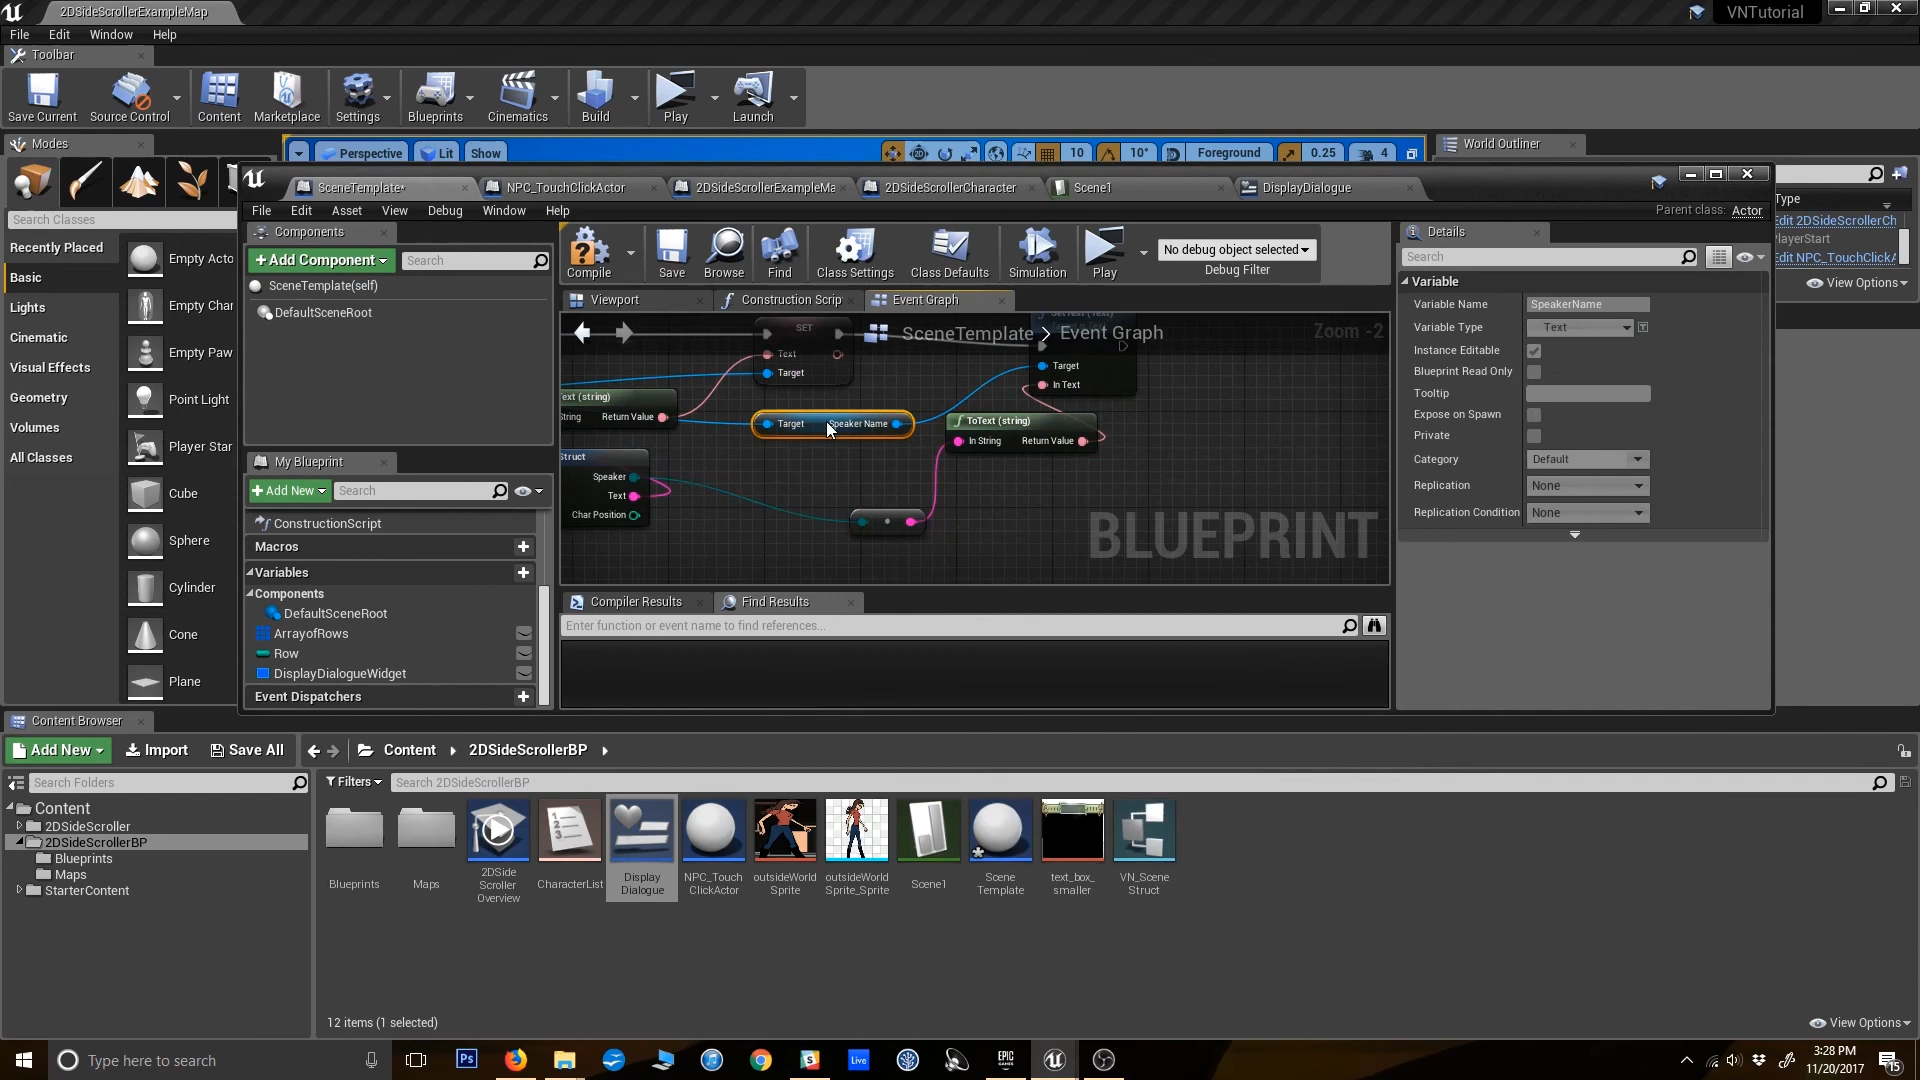 2DSideScrollerExampleMap
VNTutorial
File Edit Window Help
Toolbar
Save Current Source Control Content Marketplace Settings Blueprints Cinematics Build Play Launch
Modes
Perspective Lit Show 10 10° Foreground 0.25 4
World Outliner
SceneTemplate* NPC_TouchClickActor 2DSideScrollerExampleMa 2DSideScrollerCharacter Scene1 DisplayDialogue
File Edit Asset View Debug Window Help
Parent class: Actor
Search Classes
Recently Placed
Basic
Lights
Cinematic
Visual Effects
Geometry
Volumes
All Classes
Empty Acto
Empty Char
Empty Paw
Point Light
Player Star
Cube
Sphere
Cylinder
Cone
Plane
Components
+Add Component Search
SceneTemplate(self)
DefaultSceneRoot
My Blueprint
+Add New Search
ConstructionScript
Macros
Variables
Components
DefaultSceneRoot
ArrayofRows
Row
DisplayDialogueWidget
Event Dispatchers
Compile Save Browse Find Class Settings Class Defaults Simulation Play
No debug object selected
Debug Filter
Viewport Construction Scrip Event Graph
SceneTemplate > Event Graph
Zoom -2
SET
Text
Target
SetText (Text)
Target
In Text
Text (string)
String Return Value
Target Speaker Name
ToText (string)
In String Return Value
Struct
Speaker
Text
Char Position
BLUEPRINT
Compiler Results Find Results
Enter function or event name to find references...
Details
Search
Variable
Variable Name SpeakerName
Variable Type Text
Instance Editable
Blueprint Read Only
Tooltip
Expose on Spawn
Private
Category Default
Replication None
Replication Condition None
Type
Edit 2DSideScrollerCh
PlayerStart
Edit NPC_TouchClickA
View Options
Content Browser
Add New Import Save All Content 2DSideScrollerBP
Search Folders
Filters Search 2DSideScrollerBP
Content
2DSideScroller
2DSideScrollerBP
Blueprints
Maps
StarterContent
Blueprints
Maps
2DSide Scroller Overview
CharacterList
Display Dialogue
NPC_Touch ClickActor
outsideWorld Sprite
outsideWorld Sprite_Sprite
Scene1
Scene Template
text_box_ smaller
VN_Scene Struct
12 items (1 selected)
View Options
Type here to search
Ps
Live
EPIC GAMES
3:28 PM
11/20/2017
15